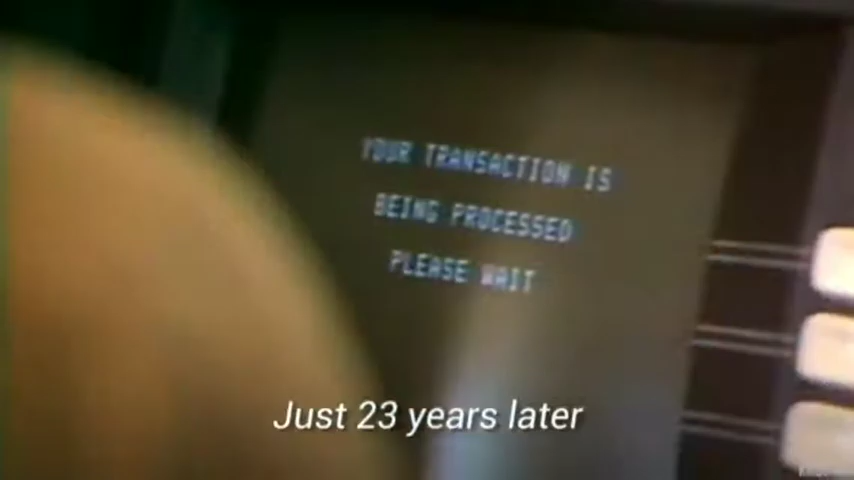 YOUR TRANSACTION IS
BEING PROCESSED
PLEASE WAIT
Just 23 years later